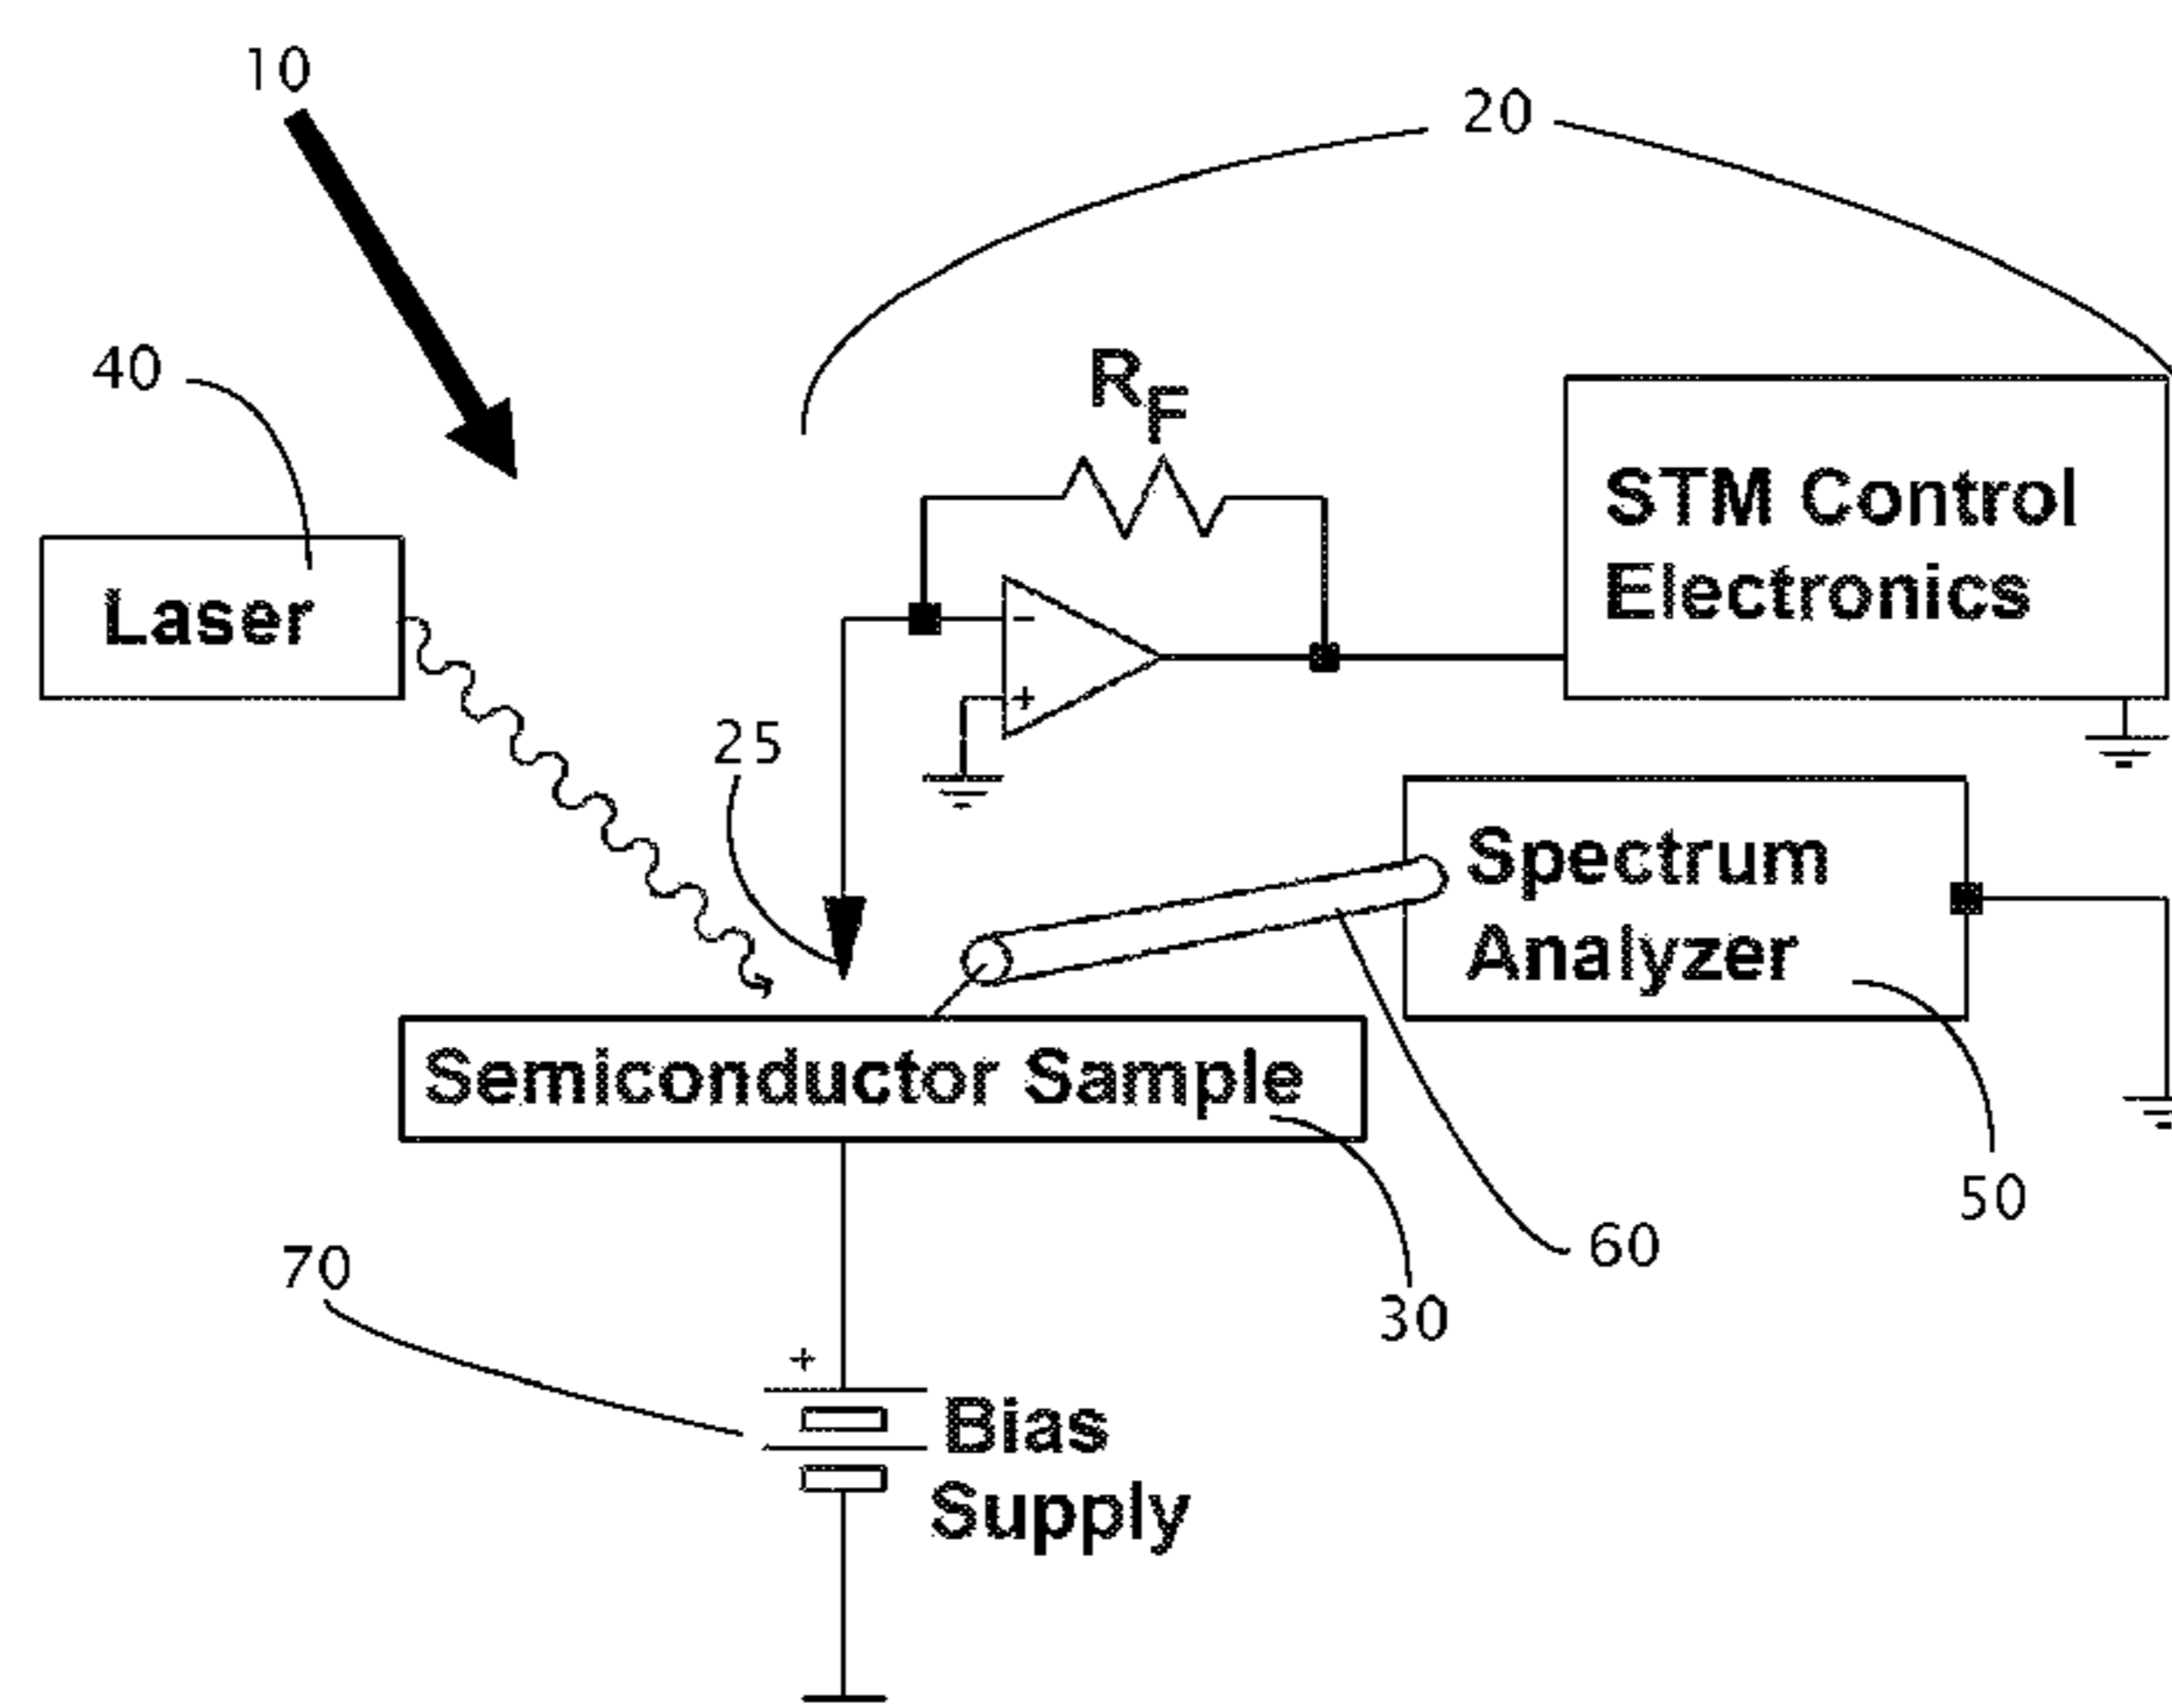 10
20
40
R_F
STM Control
Electronics
Laser
−
+
25
Spectrum
Analyzer
Semiconductor Sample
50
60
70
30
+
Bias
Supply